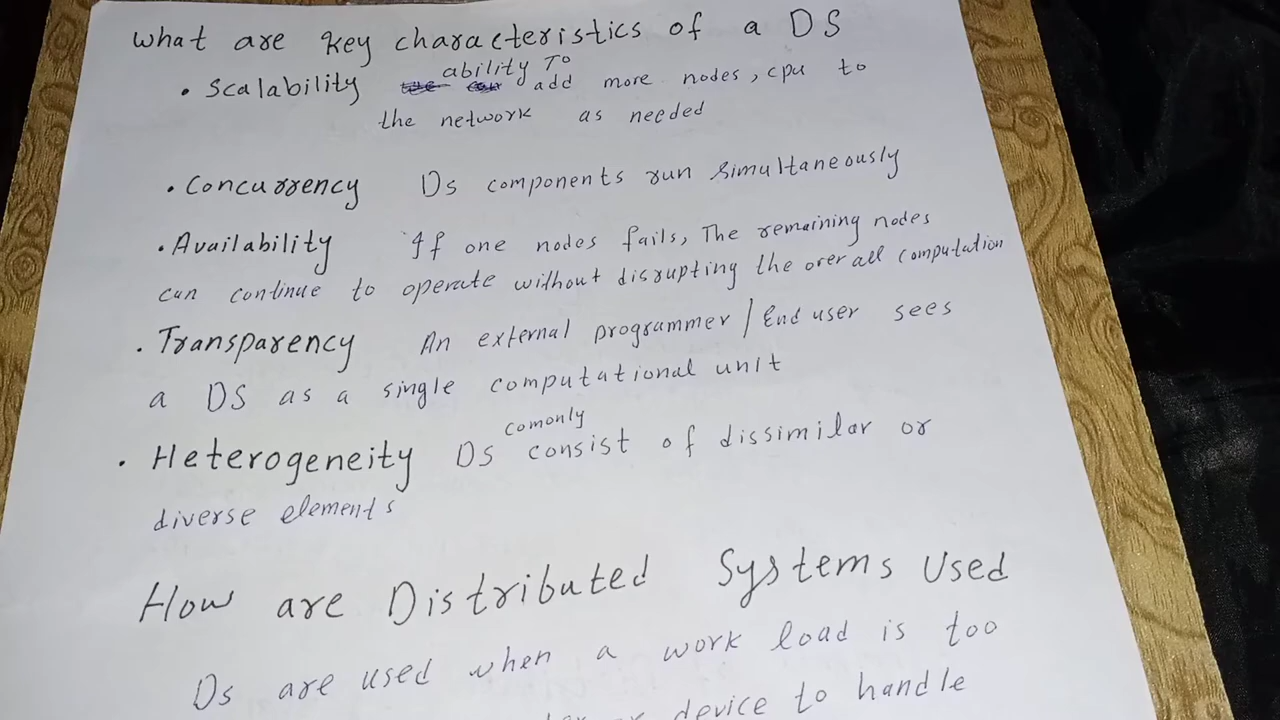 What are key characteristics of a DS
• Scalability ability To add more nodes, cpu to
the network as needed
• Concurrency Ds components run simultaneously
• Availability If one nodes fails, The remaining nodes
can continue to operate without disrupting the over all computation
• Transparency An external programmer / End user sees
a DS as a single computational unit
comonly
• Heterogeneity Ds consist of dissimilar or
diverse elements
How are Distributed Systems Used
Ds are used when a work load is too
device to handle